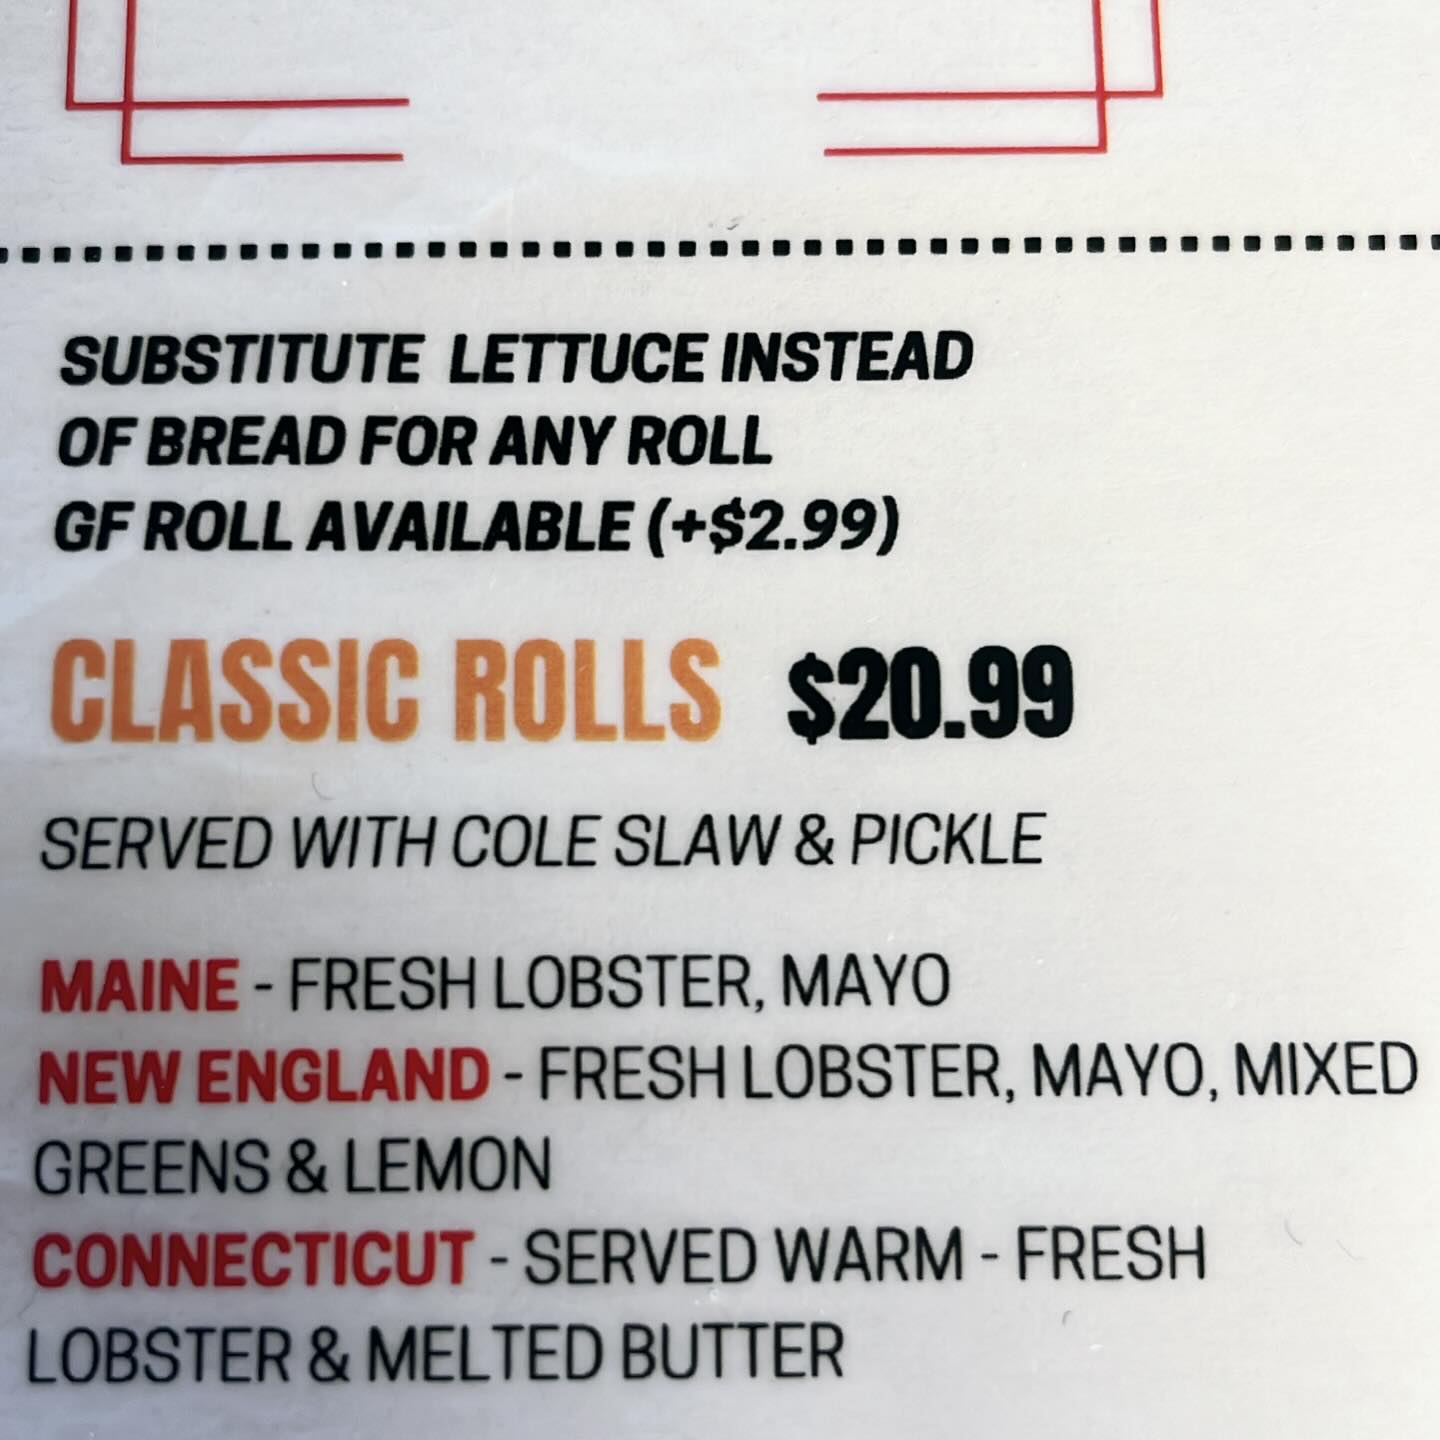 SUBSTITUTE LETTUCE INSTEAD
OF BREAD FOR ANY ROLL
GF ROLL AVAILABLE (+$2.99)
CLASSIC ROLLS $20.99
SERVED WITH COLE SLAW & PICKLE
MAINE - FRESH LOBSTER, MAYO
NEW ENGLAND - FRESH LOBSTER, MAYO, MIXED
GREENS & LEMON
CONNECTICUT - SERVED WARM - FRESH
LOBSTER & MELTED BUTTER